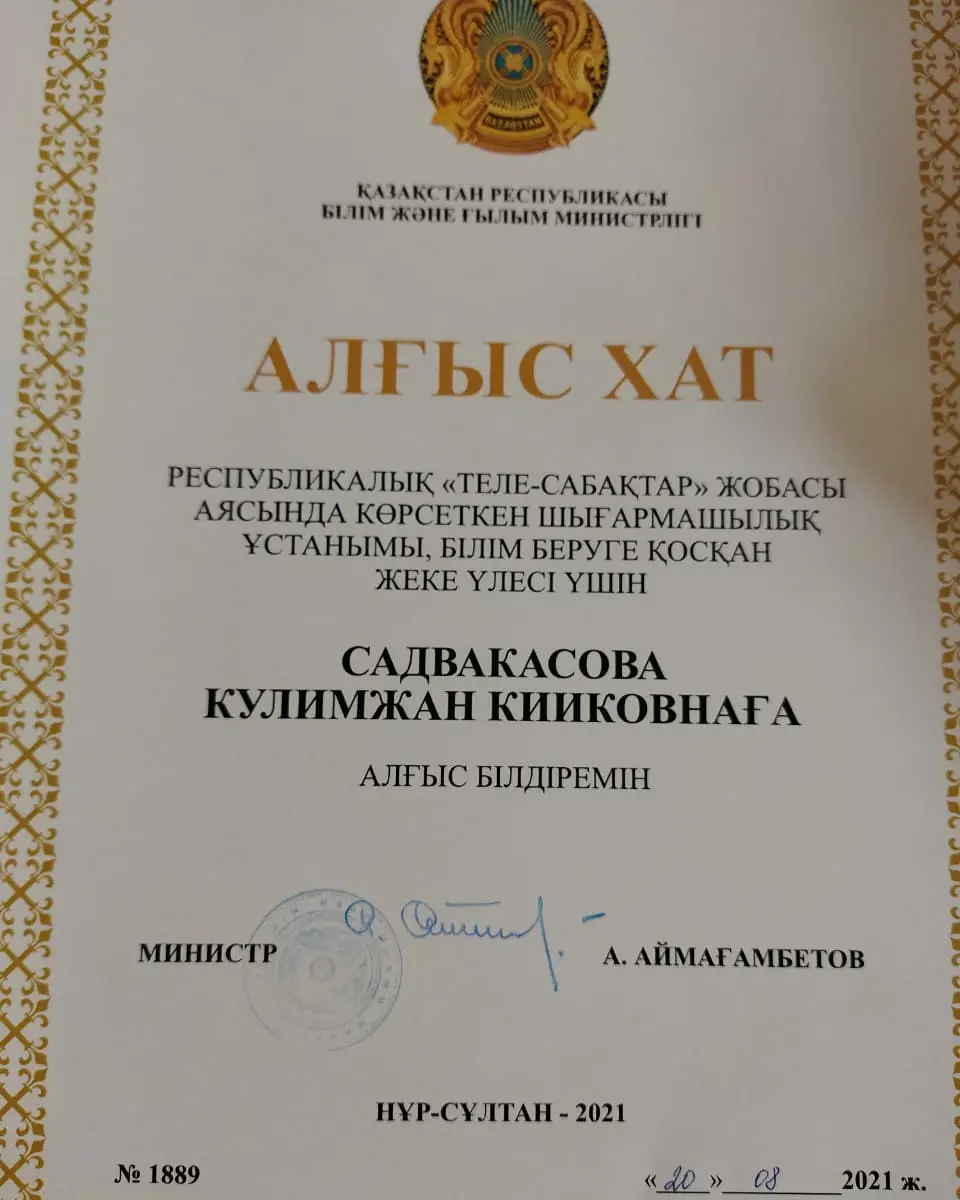 QAZAQSTAN
ҚАЗАҚСТАН РЕСПУБЛИКАСЫ
БІЛІМ ЖӘНЕ ҒЫЛЫМ МИНИСТРЛІГІ
АЛҒЫС ХАТ
РЕСПУБЛИКАЛЫҚ «ТЕЛЕ-САБАҚТАР» ЖОБАСЫ
АЯСЫНДА КӨРСЕТКЕН ШЫҒАРМАШЫЛЫҚ
ҰСТАНЫМЫ, БІЛІМ БЕРУГЕ ҚОСҚАН
ЖЕКЕ ҮЛЕСІ ҮШІН
САДВАКАСОВА
КУЛИМЖАН КИИКОВНАҒА
АЛҒЫС БІЛДІРЕМІН
МИНИСТР А. АЙМАҒАМБЕТОВ
НҰР-СҰЛТАН - 2021
№ 1889 «20» 08 2021 ж.